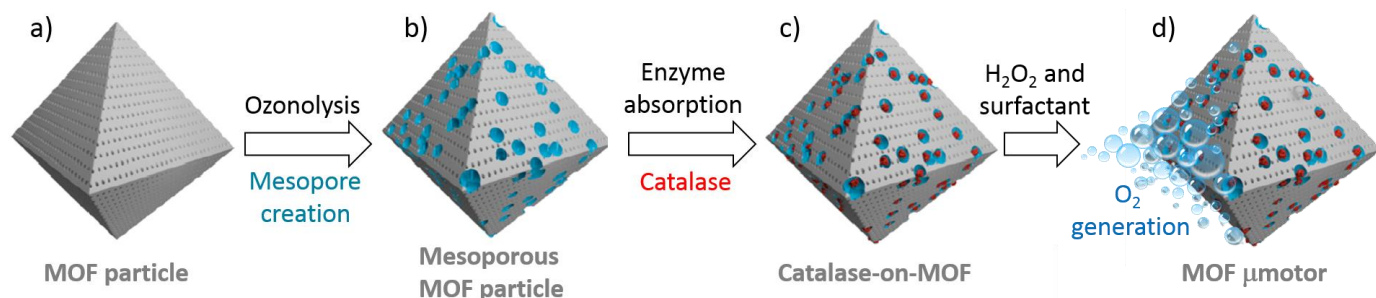 a)
MOF particle
Ozonolysis
Mesopore
creation
b)
Mesoporous
MOF particle
Enzyme
absorption
Catalase
c)
Catalase-on-MOF
H₂O₂ and
surfactant
d)
O₂
generation
MOF μmotor